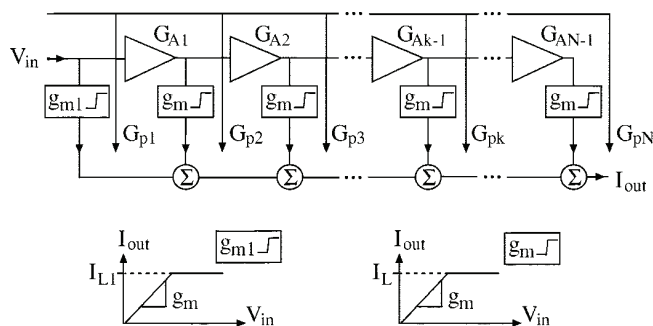 G_A1 G_A2 ... G_Ak-1 ... G_AN-1
V_in
g_m1 g_m g_m g_m g_m
G_p1 G_p2 G_p3 G_pk G_pN
Σ Σ ... Σ ... Σ I_out
I_out g_m1 I_out g_m
I_L1 I_L
g_m g_m
V_in V_in